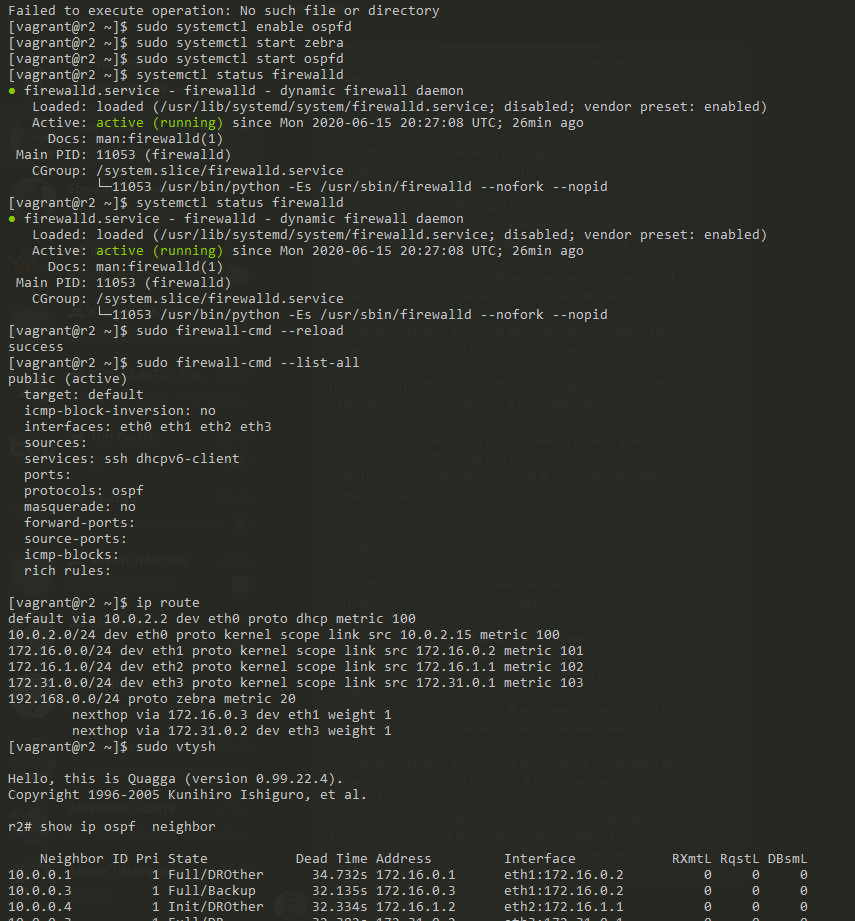 Failed to execute operation: No such file or directory
[vagrant@r2 ~]$ sudo systemctl enable ospfd
[vagrant@r2 ~]$ sudo systemctl start zebra
[vagrant@r2 ~]$ sudo systemctl start ospfd
[vagrant@r2 ~]$ systemctl status firewalld
● firewalld.service - firewalld - dynamic firewall daemon
   Loaded: loaded (/usr/lib/systemd/system/firewalld.service; disabled; vendor preset: enabled)
   Active: active (running) since Mon 2020-06-15 20:27:08 UTC; 26min ago
     Docs: man:firewalld(1)
 Main PID: 11053 (firewalld)
   CGroup: /system.slice/firewalld.service
           └─11053 /usr/bin/python -Es /usr/sbin/firewalld --nofork --nopid
[vagrant@r2 ~]$ systemctl status firewalld
● firewalld.service - firewalld - dynamic firewall daemon
   Loaded: loaded (/usr/lib/systemd/system/firewalld.service; disabled; vendor preset: enabled)
   Active: active (running) since Mon 2020-06-15 20:27:08 UTC; 26min ago
     Docs: man:firewalld(1)
 Main PID: 11053 (firewalld)
   CGroup: /system.slice/firewalld.service
           └─11053 /usr/bin/python -Es /usr/sbin/firewalld --nofork --nopid
[vagrant@r2 ~]$ sudo firewall-cmd --reload
success
[vagrant@r2 ~]$ sudo firewall-cmd --list-all
public (active)
  target: default
  icmp-block-inversion: no
  interfaces: eth0 eth1 eth2 eth3
  sources:
  services: ssh dhcpv6-client
  ports:
  protocols: ospf
  masquerade: no
  forward-ports:
  source-ports:
  icmp-blocks:
  rich rules:
[vagrant@r2 ~]$ ip route
default via 10.0.2.2 dev eth0 proto dhcp metric 100
10.0.2.0/24 dev eth0 proto kernel scope link src 10.0.2.15 metric 100
172.16.0.0/24 dev eth1 proto kernel scope link src 172.16.0.2 metric 101
172.16.1.0/24 dev eth2 proto kernel scope link src 172.16.1.1 metric 102
172.31.0.0/24 dev eth3 proto kernel scope link src 172.31.0.1 metric 103
192.168.0.0/24 proto zebra metric 20
        nexthop via 172.16.0.3 dev eth1 weight 1
        nexthop via 172.31.0.2 dev eth3 weight 1
[vagrant@r2 ~]$ sudo vtysh
Hello, this is Quagga (version 0.99.22.4).
Copyright 1996-2005 Kunihiro Ishiguro, et al.
r2# show ip ospf  neighbor
    Neighbor ID Pri State           Dead Time Address         Interface            RXmtL RqstL DBsmL
10.0.0.1          1 Full/DROther      34.732s 172.16.0.1      eth1:172.16.0.2          0     0     0
10.0.0.3          1 Full/Backup       32.135s 172.16.0.3      eth1:172.16.0.2          0     0     0
10.0.0.4          1 Init/DROther      32.334s 172.16.1.2      eth2:172.16.1.1          0     0     0